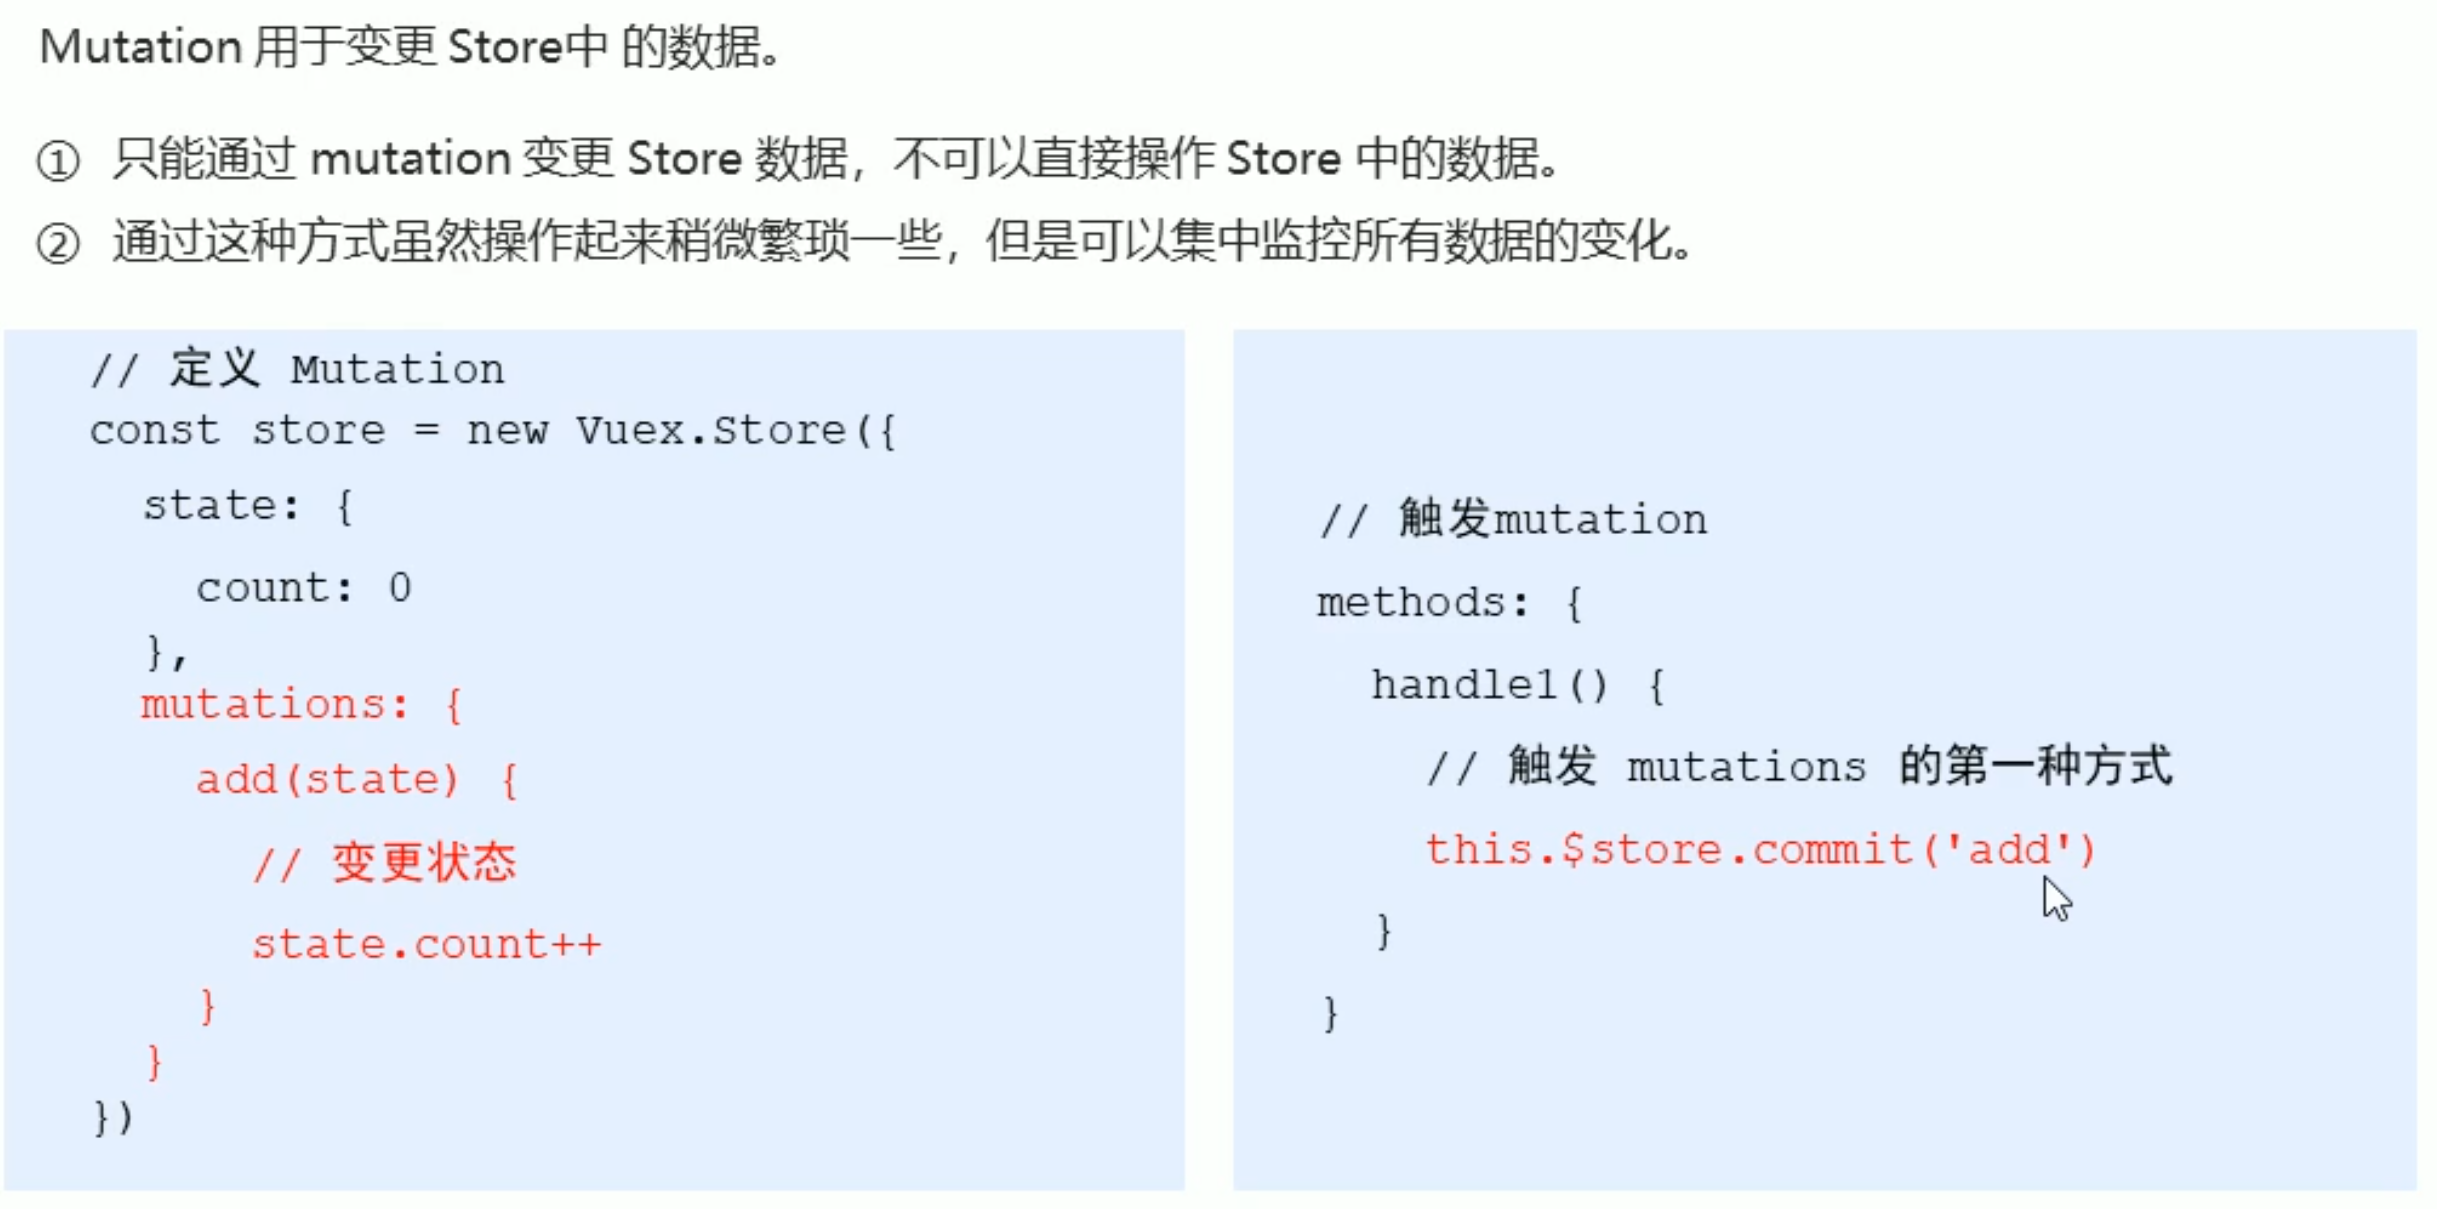 Mutation 用于变更 Store中 的数据。
① 只能通过 mutation 变更 Store 数据，不可以直接操作 Store 中的数据。
② 通过这种方式虽然操作起来稍微繁琐一些，但是可以集中监控所有数据的变化。
// 定义 Mutation
const store = new Vuex.Store({
state: {
count: 0
},
mutations: {
add(state) {
// 变更状态
state.count++
}
}
})
// 触发mutation
methods: {
handle1() {
// 触发 mutations 的第一种方式
this.$store.commit('add')
}
}